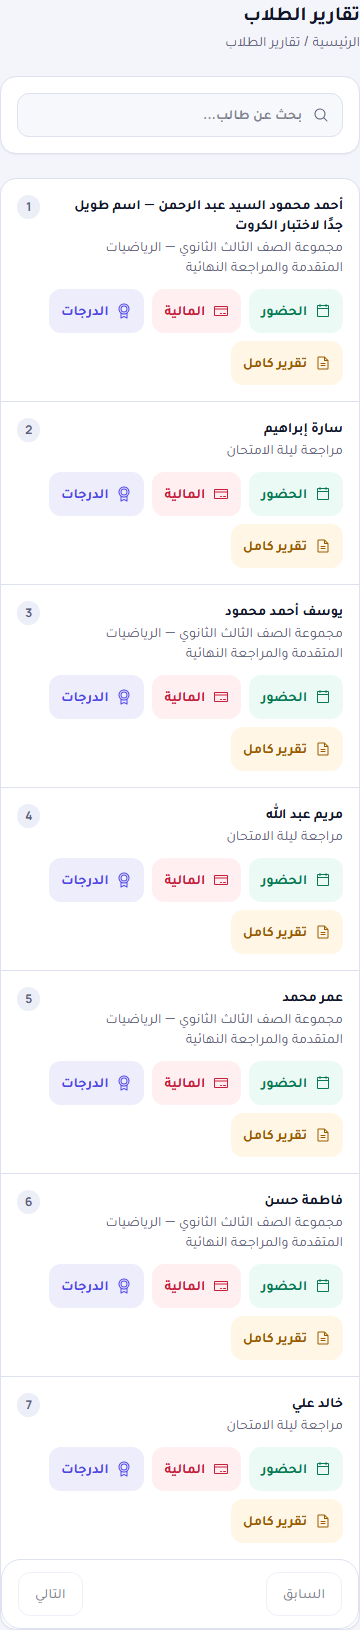 تقارير الطلاب
الرئيسية / تقارير الطلاب
بحث عن طالب...
1
أحمد محمود السيد عبد الرحمن — اسم طويل
جدًا لاختبار الكروت
مجموعة الصف الثالث الثانوي — الرياضيات
المتقدمة والمراجعة النهائية
الحضور
المالية
الدرجات
تقرير كامل
2
سارة إبراهيم
مراجعة ليلة الامتحان
الحضور
المالية
الدرجات
تقرير كامل
3
يوسف أحمد محمود
مجموعة الصف الثالث الثانوي — الرياضيات
المتقدمة والمراجعة النهائية
الحضور
المالية
الدرجات
تقرير كامل
4
مريم عبد الله
مراجعة ليلة الامتحان
الحضور
المالية
الدرجات
تقرير كامل
5
عمر محمد
مجموعة الصف الثالث الثانوي — الرياضيات
المتقدمة والمراجعة النهائية
الحضور
المالية
الدرجات
تقرير كامل
6
فاطمة حسن
مجموعة الصف الثالث الثانوي — الرياضيات
المتقدمة والمراجعة النهائية
الحضور
المالية
الدرجات
تقرير كامل
7
خالد علي
مراجعة ليلة الامتحان
الحضور
المالية
الدرجات
تقرير كامل
السابق
التالي